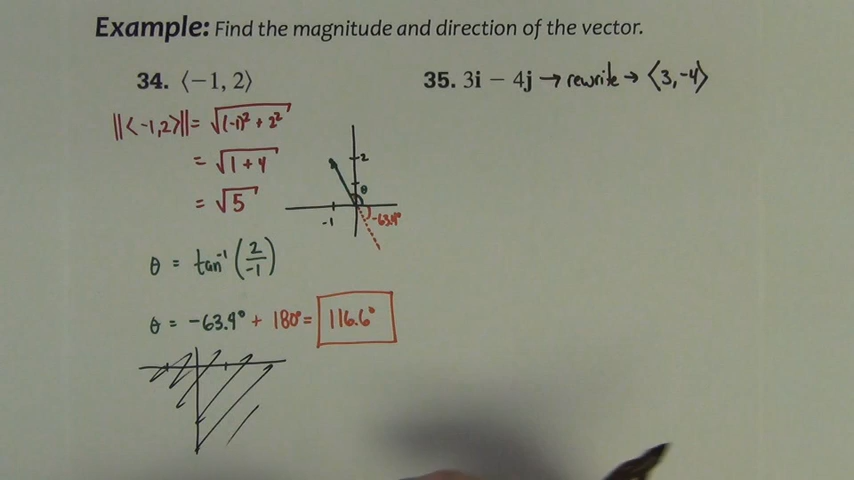 Example: Find the magnitude and direction of the vector.
34. ⟨−1, 2⟩
||<-1,2>|| = √((-1)² + 2²)
= √(1 + 4)
= √5
2
θ
-1
-63.4°
θ = tan⁻¹(2/-1)
θ = -63.4° + 180° = 116.6°
35. 3i − 4j → rewrite → ⟨3, -4⟩